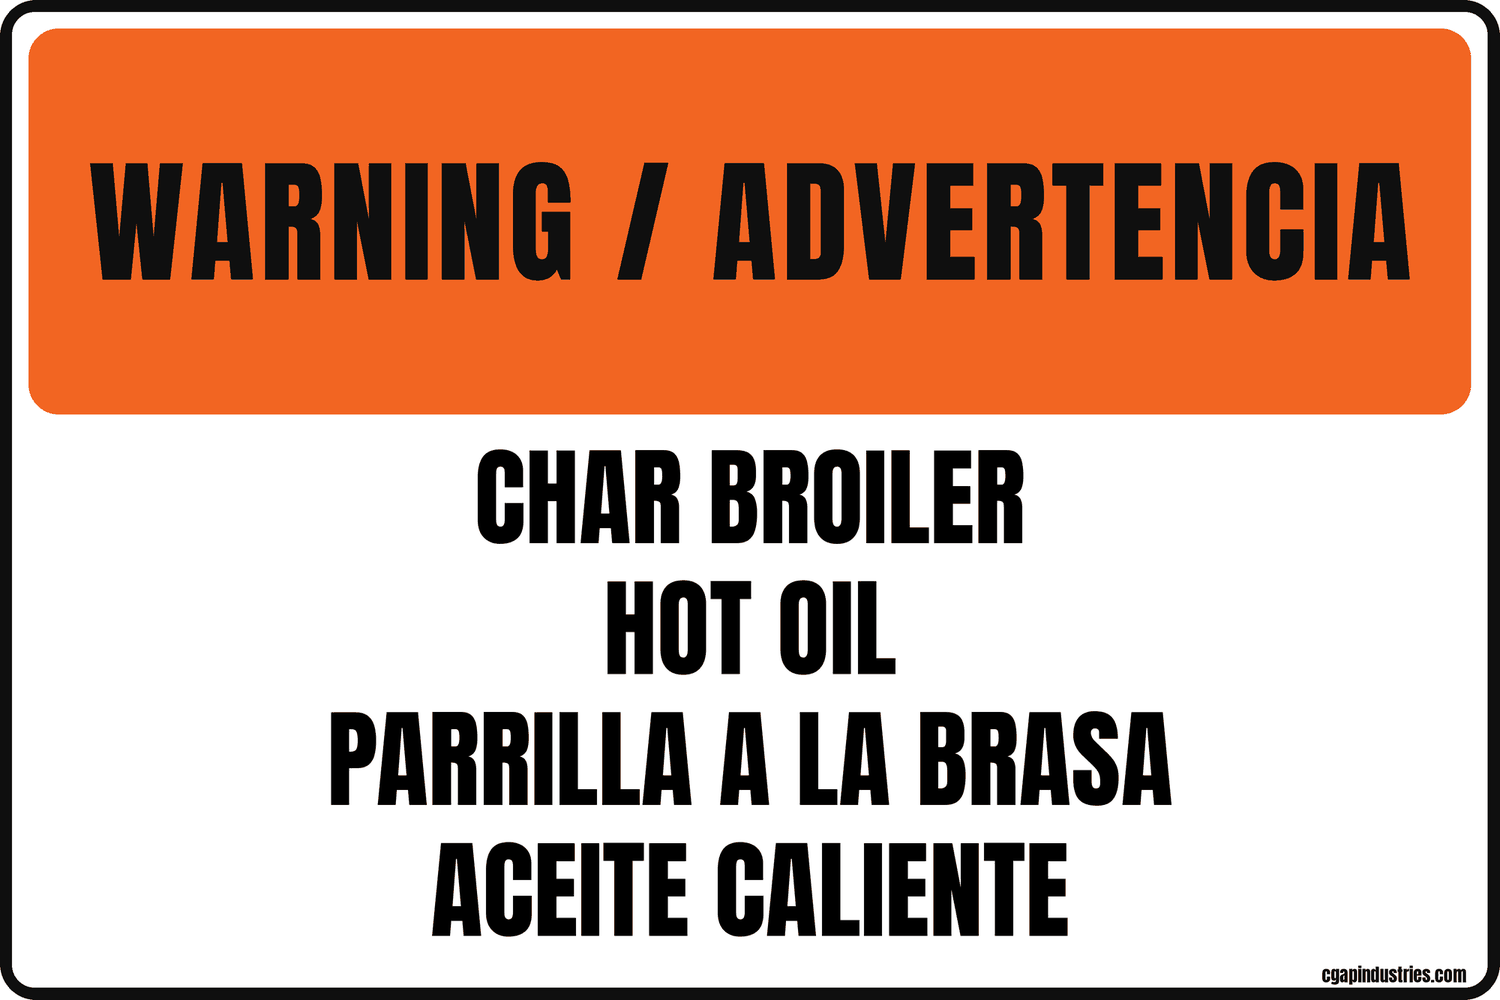 WARNING / ADVERTENCIA
CHAR BROILER
HOT OIL
PARRILLA A LA BRASA
ACEITE CALIENTE
cgapindustries.com